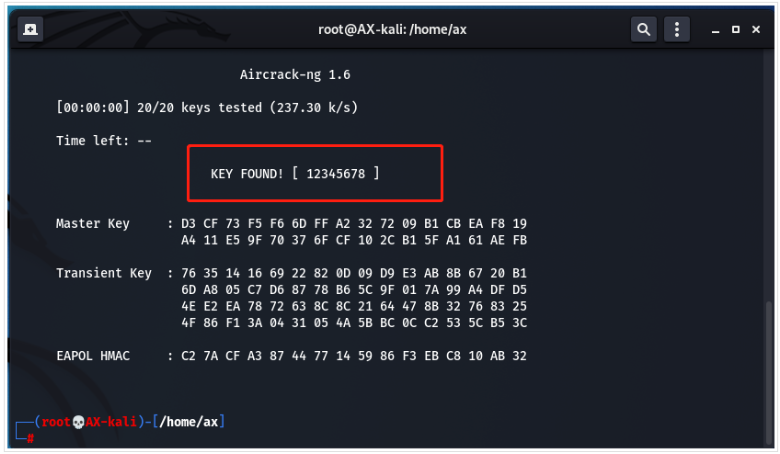 root@AX-kali: /home/ax
Aircrack-ng 1.6
[00:00:00] 20/20 keys tested (237.30 k/s)
Time left: --
KEY FOUND! [ 12345678 ]
Master Key : D3 CF 73 F5 F6 6D FF A2 32 72 09 B1 CB EA F8 19
A4 11 E5 9F 70 37 6F CF 10 2C B1 5F A1 61 AE FB
Transient Key : 76 35 14 16 69 22 82 0D 09 D9 E3 AB 8B 67 20 B1
6D A8 05 C7 D6 87 78 B6 5C 9F 01 7A 99 A4 DF D5
4E E2 EA 78 72 63 8C 8C 21 64 47 8B 32 76 83 25
4F 86 F1 3A 04 31 05 4A 5B BC 0C C2 53 5C B5 3C
EAPOL HMAC : C2 7A CF A3 87 44 77 14 59 86 F3 EB C8 10 AB 32
┌──(root💀AX-kali)-[/home/ax]
└─#